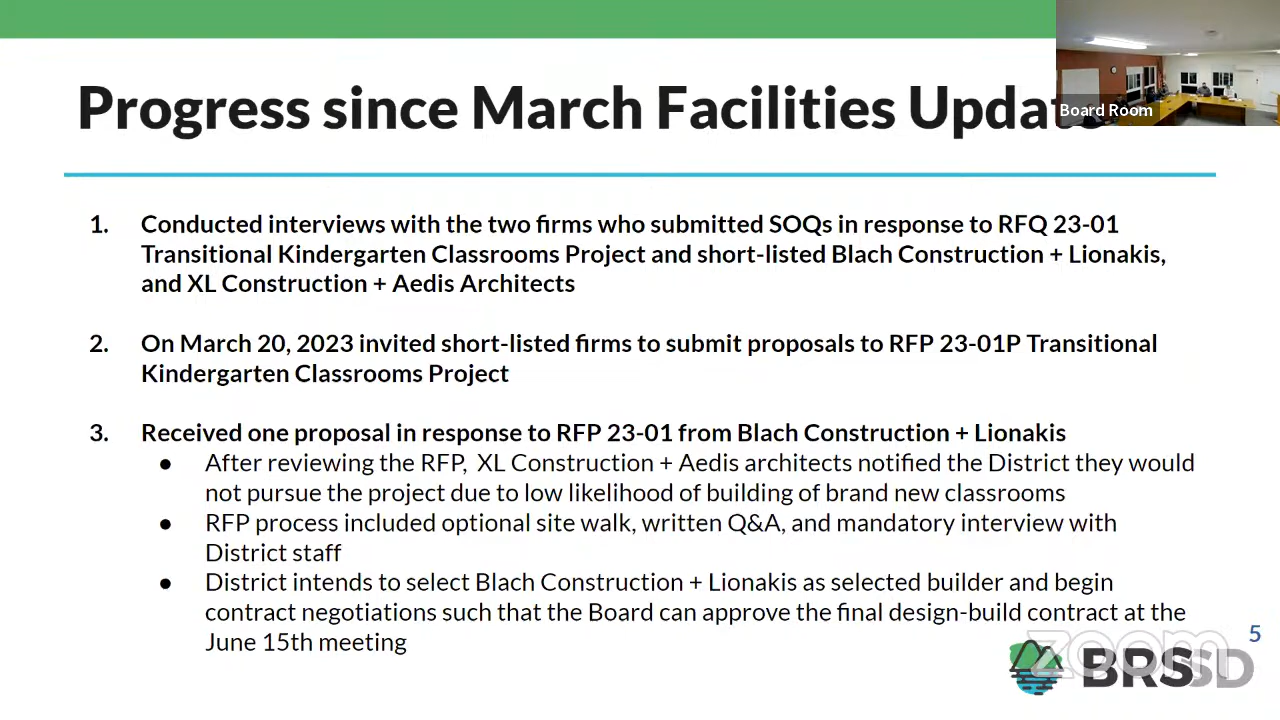 Progress since March Facilities Update
Board Room
1. Conducted interviews with the two firms who submitted SOQs in response to RFQ 23-01
Transitional Kindergarten Classrooms Project and short-listed Blach Construction + Lionakis,
and XL Construction + Aedis Architects
2. On March 20, 2023 invited short-listed firms to submit proposals to RFP 23-01P Transitional
Kindergarten Classrooms Project
3. Received one proposal in response to RFP 23-01 from Blach Construction + Lionakis
● After reviewing the RFP, XL Construction + Aedis architects notified the District they would
not pursue the project due to low likelihood of building of brand new classrooms
● RFP process included optional site walk, written Q&A, and mandatory interview with
District staff
● District intends to select Blach Construction + Lionakis as selected builder and begin
contract negotiations such that the Board can approve the final design-build contract at the
June 15th meeting
5
zoom
BRSSD